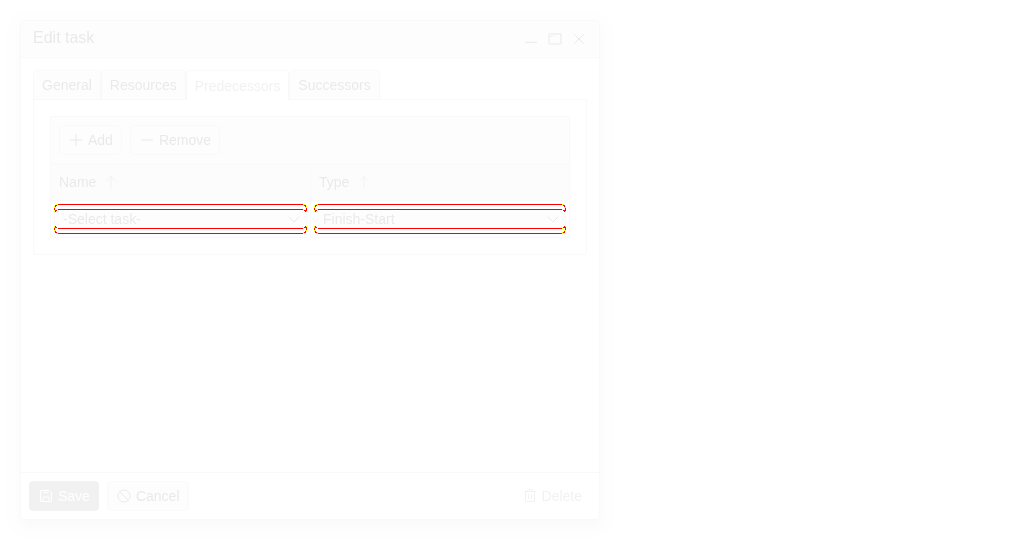 Edit task
General Resources Predecessors Successors
Add Remove
Name Type
-Select task- Finish-Start
Save Cancel Delete